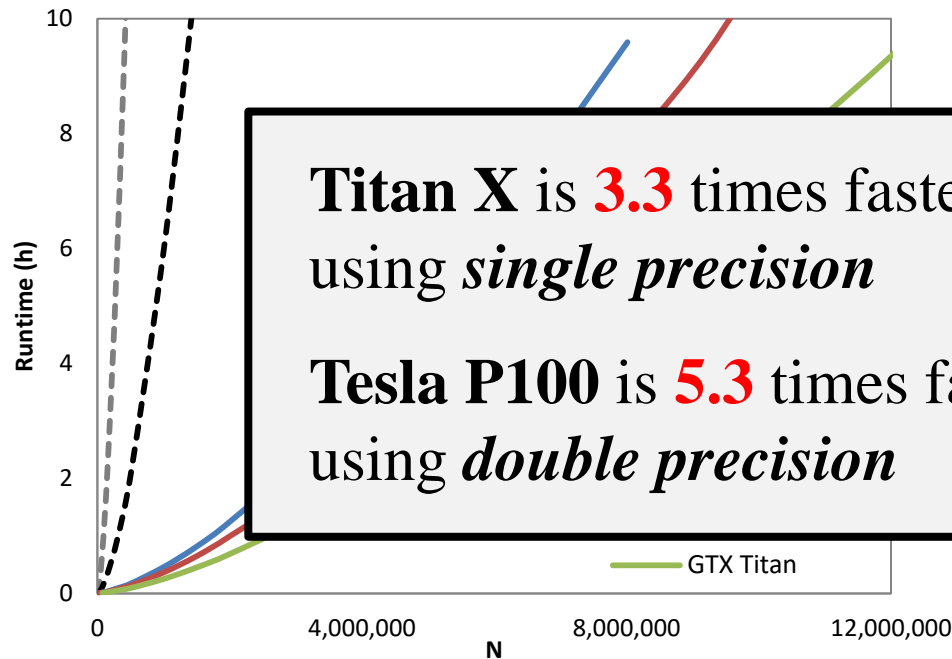 10
8
6
4
2
0
Runtime (h)
Titan X is 3.3 times faste
using single precision
Tesla P100 is 5.3 times fa
using double precision
GTX Titan
0 4,000,000 8,000,000 12,000,000
N